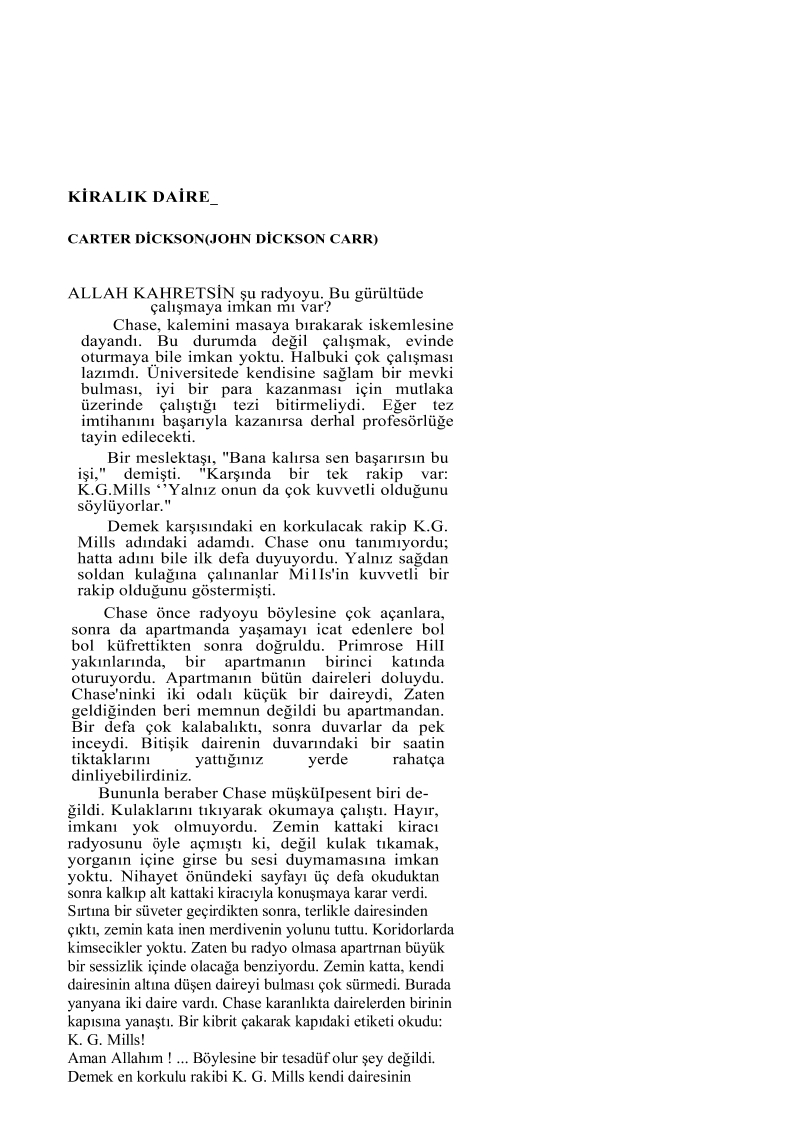 KİRALIK DAİRE_
CARTER DİCKSON(JOHN DİCKSON CARR)
ALLAH KAHRETSİN şu radyoyu. Bu gürültüde
çalışmaya imkan mı var?
Chase, kalemini masaya bırakarak iskemlesine
dayandı. Bu durumda değil çalışmak, evinde
oturmaya bile imkan yoktu. Halbuki çok çalışması
lazımdı. Üniversitede kendisine sağlam bir mevki
bulması, iyi bir para kazanması için mutlaka
üzerinde çalıştığı tezi bitirmeliydi. Eğer tez
imtihanını başarıyla kazanırsa derhal profesörlüğe
tayin edilecekti.
Bir meslektaşı, "Bana kalırsa sen başarırsın bu
işi," demişti. "Karşında bir tek rakip var:
K.G.Mills ‘’Yalnız onun da çok kuvvetli olduğunu
söylüyorlar."
Demek karşısındaki en korkulacak rakip K.G.
Mills adındaki adamdı. Chase onu tanımıyordu;
hatta adını bile ilk defa duyuyordu. Yalnız sağdan
soldan kulağına çalınanlar Mi1Is'in kuvvetli bir
rakip olduğunu göstermişti.
Chase önce radyoyu böylesine çok açanlara,
sonra da apartmanda yaşamayı icat edenlere bol
bol küfrettikten sonra doğruldu. Primrose HilI
yakınlarında, bir apartmanın birinci katında
oturuyordu. Apartmanın bütün daireleri doluydu.
Chase'ninki iki odalı küçük bir daireydi, Zaten
geldiğinden beri memnun değildi bu apartmandan.
Bir defa çok kalabalıktı, sonra duvarlar da pek
inceydi. Bitişik dairenin duvarındaki bir saatin
tiktaklarını yattığınız yerde rahatça
dinliyebilirdiniz.
Bununla beraber Chase müşküIpesent biri de-
ğildi. Kulaklarını tıkıyarak okumaya çalıştı. Hayır,
imkanı yok olmuyordu. Zemin kattaki kiracı
radyosunu öyle açmıştı ki, değil kulak tıkamak,
yorganın içine girse bu sesi duymamasına imkan
yoktu. Nihayet önündeki sayfayı üç defa okuduktan
sonra kalkıp alt kattaki kiracıyla konuşmaya karar verdi.
Sırtına bir süveter geçirdikten sonra, terlikle dairesinden
çıktı, zemin kata inen merdivenin yolunu tuttu. Koridorlarda
kimsecikler yoktu. Zaten bu radyo olmasa apartrnan büyük
bir sessizlik içinde olacağa benziyordu. Zemin katta, kendi
dairesinin altına düşen daireyi bulması çok sürmedi. Burada
yanyana iki daire vardı. Chase karanlıkta dairelerden birinin
kapısına yanaştı. Bir kibrit çakarak kapıdaki etiketi okudu:
K. G. Mills!
Aman Allahım ! ... Böylesine bir tesadüf olur şey değildi.
Demek en korkulu rakibi K. G. Mills kendi dairesinin